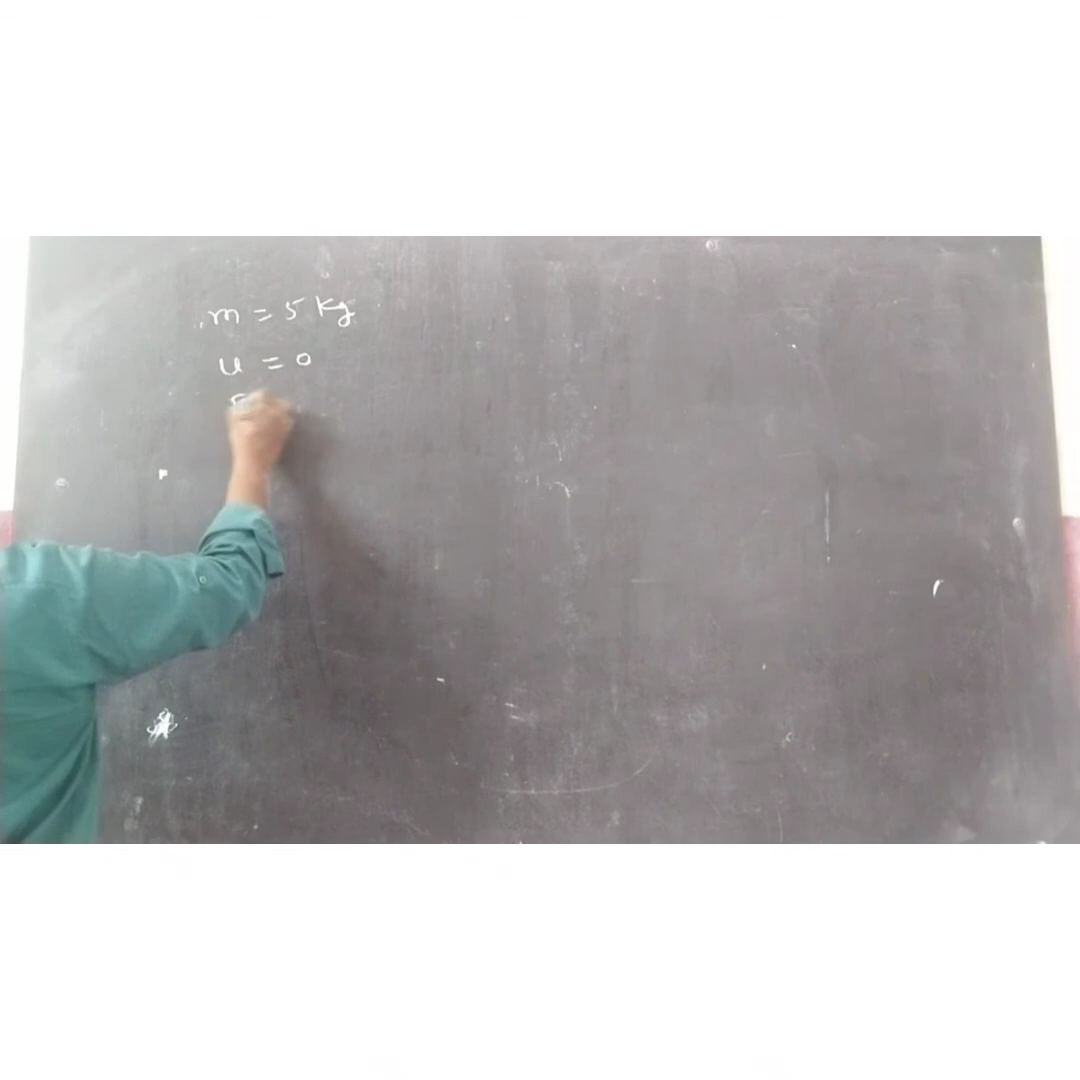 m = 5 kg
u = 0